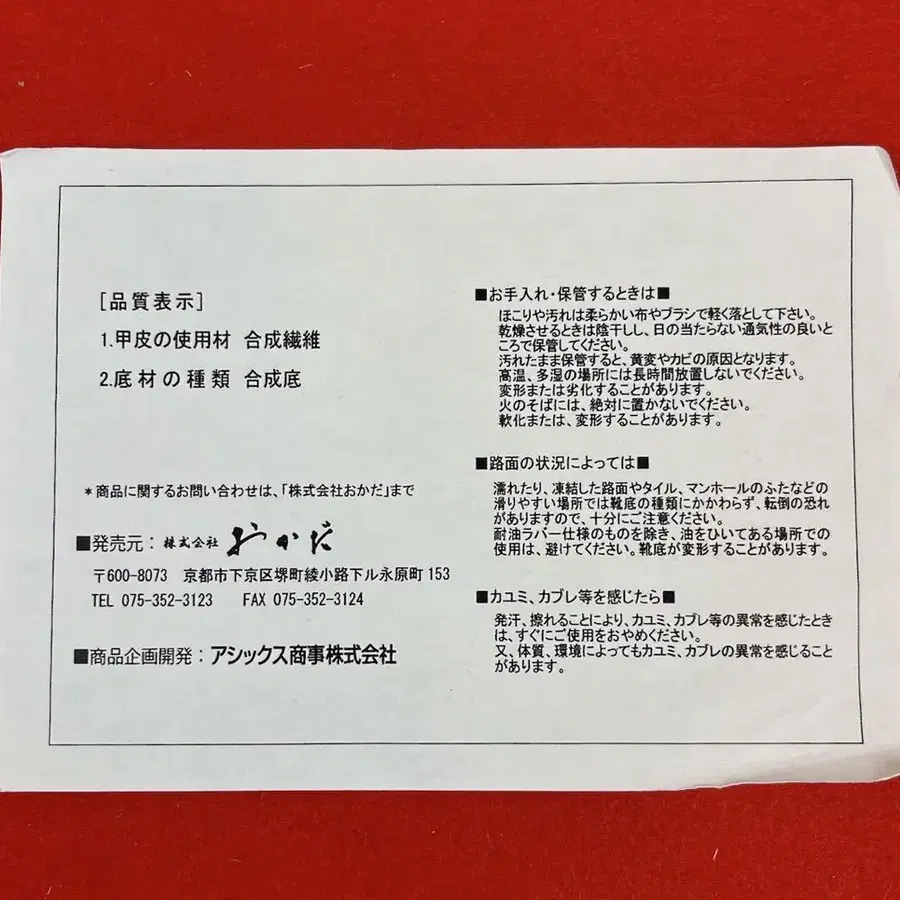 ［品質表示］
1.甲皮の使用材 合成繊維
2.底材の種類 合成底
＊商品に関するお問い合わせは、「株式会社おかだ」まで
■発売元：株式会社 おかだ
〒600-8073 京都市下京区堺町綾小路下ル永原町153
TEL 075-352-3123 FAX 075-352-3124
■商品企画開発：アシックス商事株式会社
■お手入れ・保管するときは■
ほこりや汚れは柔らかい布やブラシで軽く落として下さい。
乾燥させるときは陰干しし、日の当たらない通気性の良いと
ころで保管してください。
汚れたまま保管すると、黄変やカビの原因となります。
高温、多湿の場所には長時間放置しないでください。
変形または劣化することがあります。
火のそばには、絶対に置かないでください。
軟化または、変形することがあります。
■路面の状況によっては■
濡れたり、凍結した路面やタイル、マンホールのふたなどの
滑りやすい場所では靴底の種類にかかわらず、転倒の恐れ
がありますので、十分にご注意ください。
耐油ラバー仕様のものを除き、油をひいてある場所での
使用は、避けてください。靴底が変形することがあります。
■カユミ、カブレ等を感じたら■
発汗、擦れることにより、カユミ、カブレ等の異常を感じたとき
は、すぐにご使用をおやめください。
又、体質、環境によってもカユミ、カブレの異常を感じること
があります。